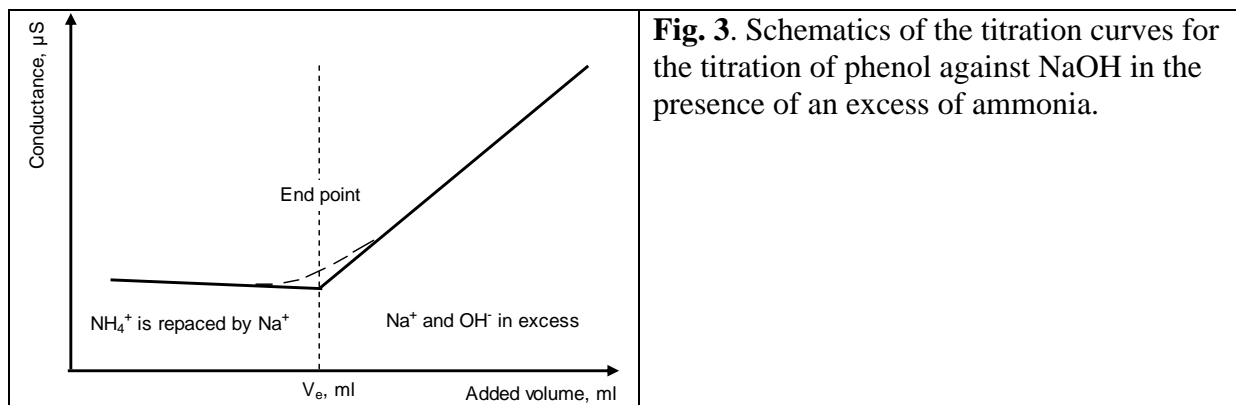 Conductance, µS
End point
NH₄⁺ is repaced by Na⁺
Na⁺ and OH⁻ in excess
Vₑ, ml
Added volume, ml
Fig. 3. Schematics of the titration curves for
the titration of phenol against NaOH in the
presence of an excess of ammonia.